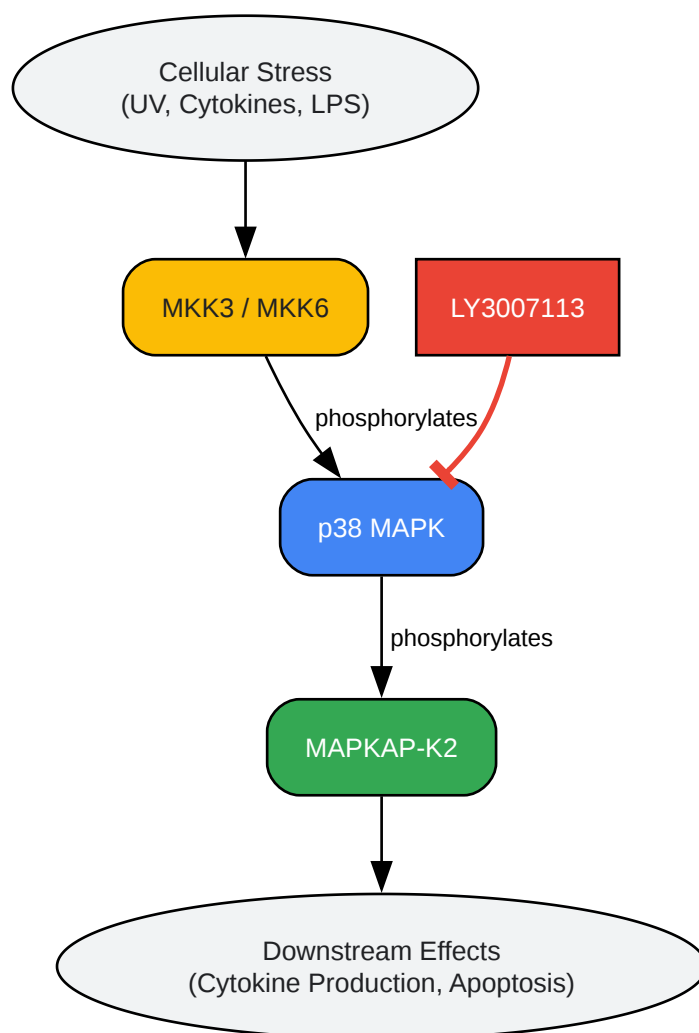 Cellular Stress
(UV, Cytokines, LPS)
MKK3 / MKK6
LY3007113
phosphorylates
p38 MAPK
phosphorylates
MAPKAP-K2
Downstream Effects
(Cytokine Production, Apoptosis)